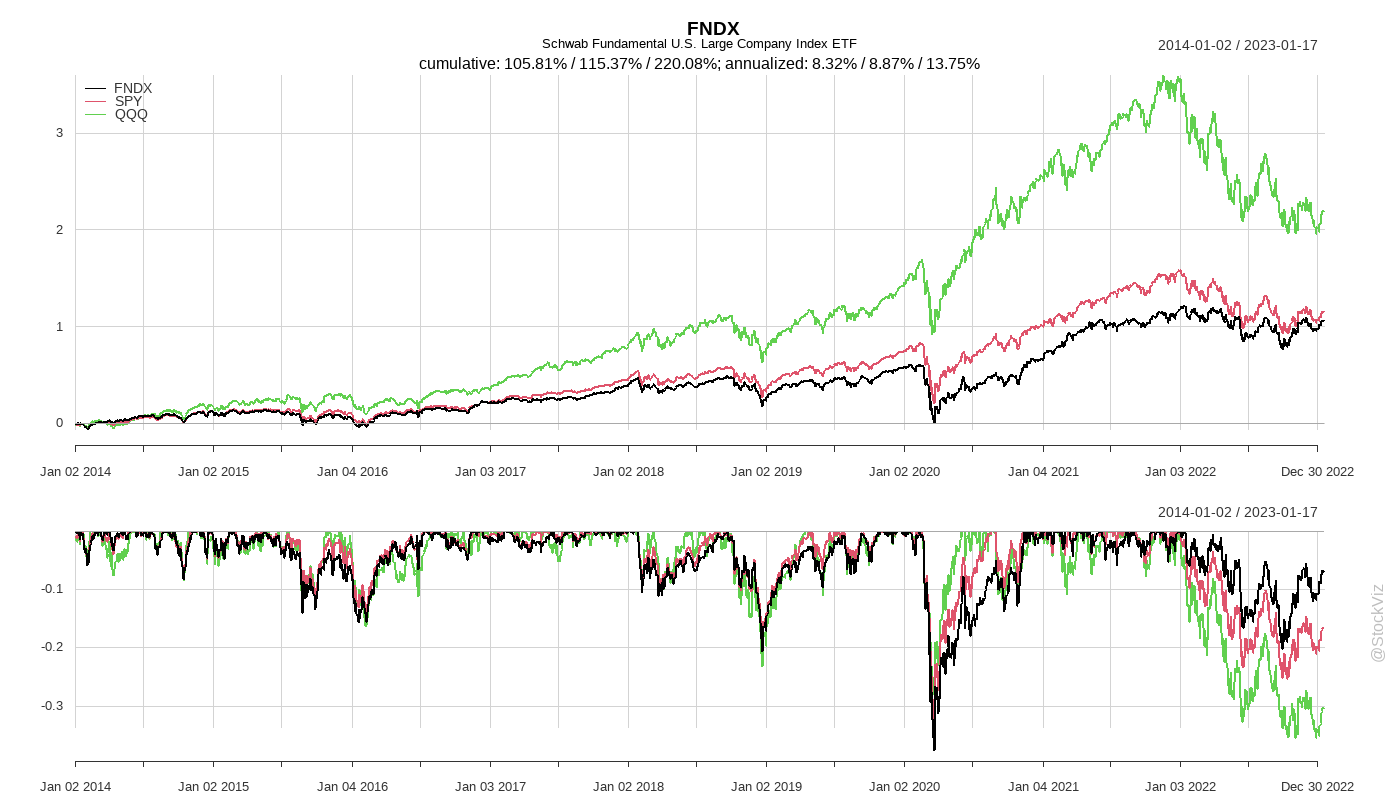 FNDX
Schwab Fundamental U.S. Large Company Index ETF
2014-01-02 / 2023-01-17
cumulative: 105.81% / 115.37% / 220.08%; annualized: 8.32% / 8.87% / 13.75%
FNDX
SPY
QQQ
3
2
1
0
Jan 02 2014 Jan 02 2015 Jan 04 2016 Jan 03 2017 Jan 02 2018 Jan 02 2019 Jan 02 2020 Jan 04 2021 Jan 03 2022 Dec 30 2022
2014-01-02 / 2023-01-17
-0.1
-0.2
-0.3
Jan 02 2014 Jan 02 2015 Jan 04 2016 Jan 03 2017 Jan 02 2018 Jan 02 2019 Jan 02 2020 Jan 04 2021 Jan 03 2022 Dec 30 2022
@StockViz